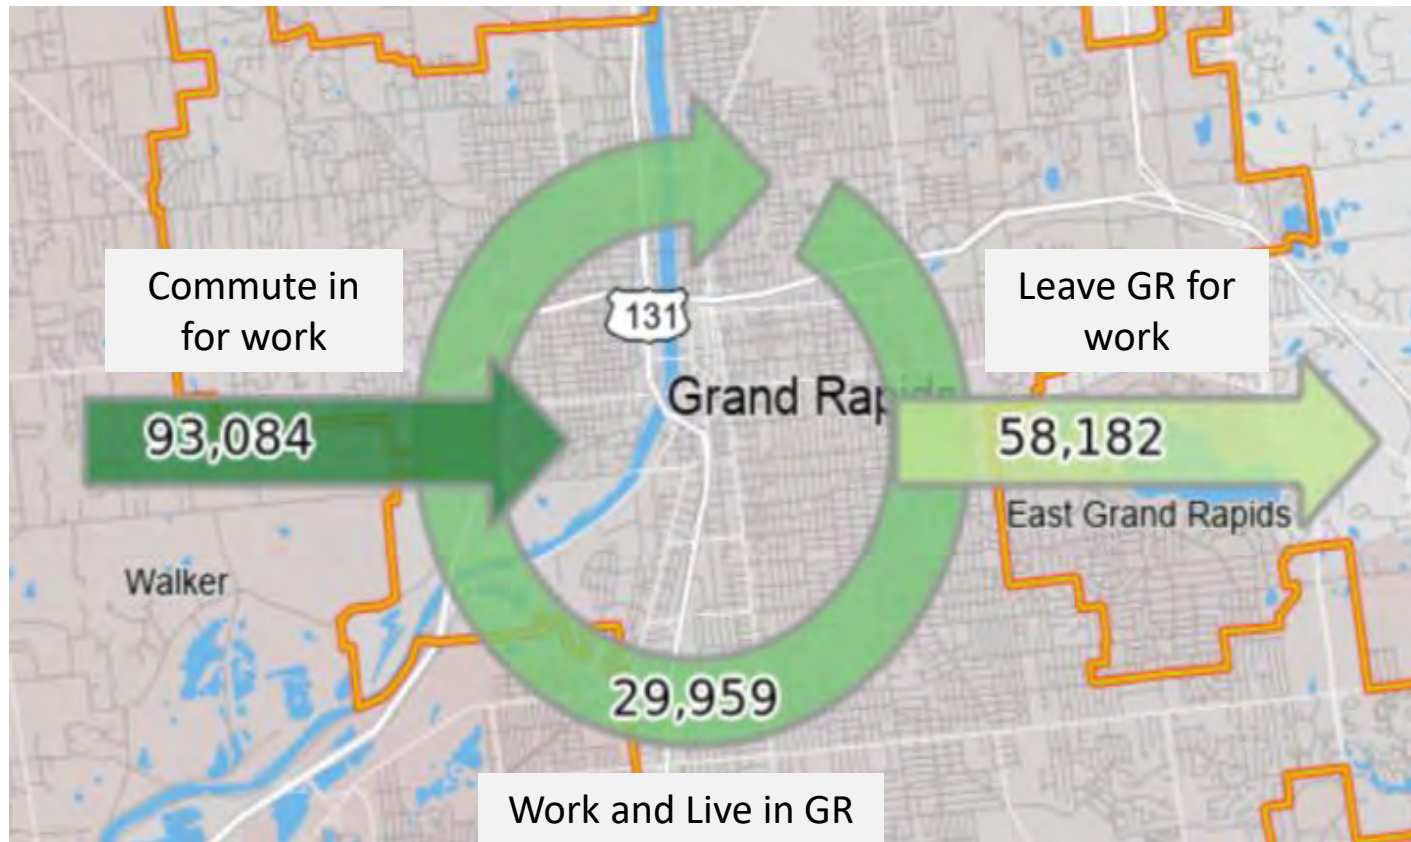 Commute in
for work
Leave GR for
work
131
Grand Rapids
93,084
58,182
East Grand Rapids
Walker
29,959
Work and Live in GR